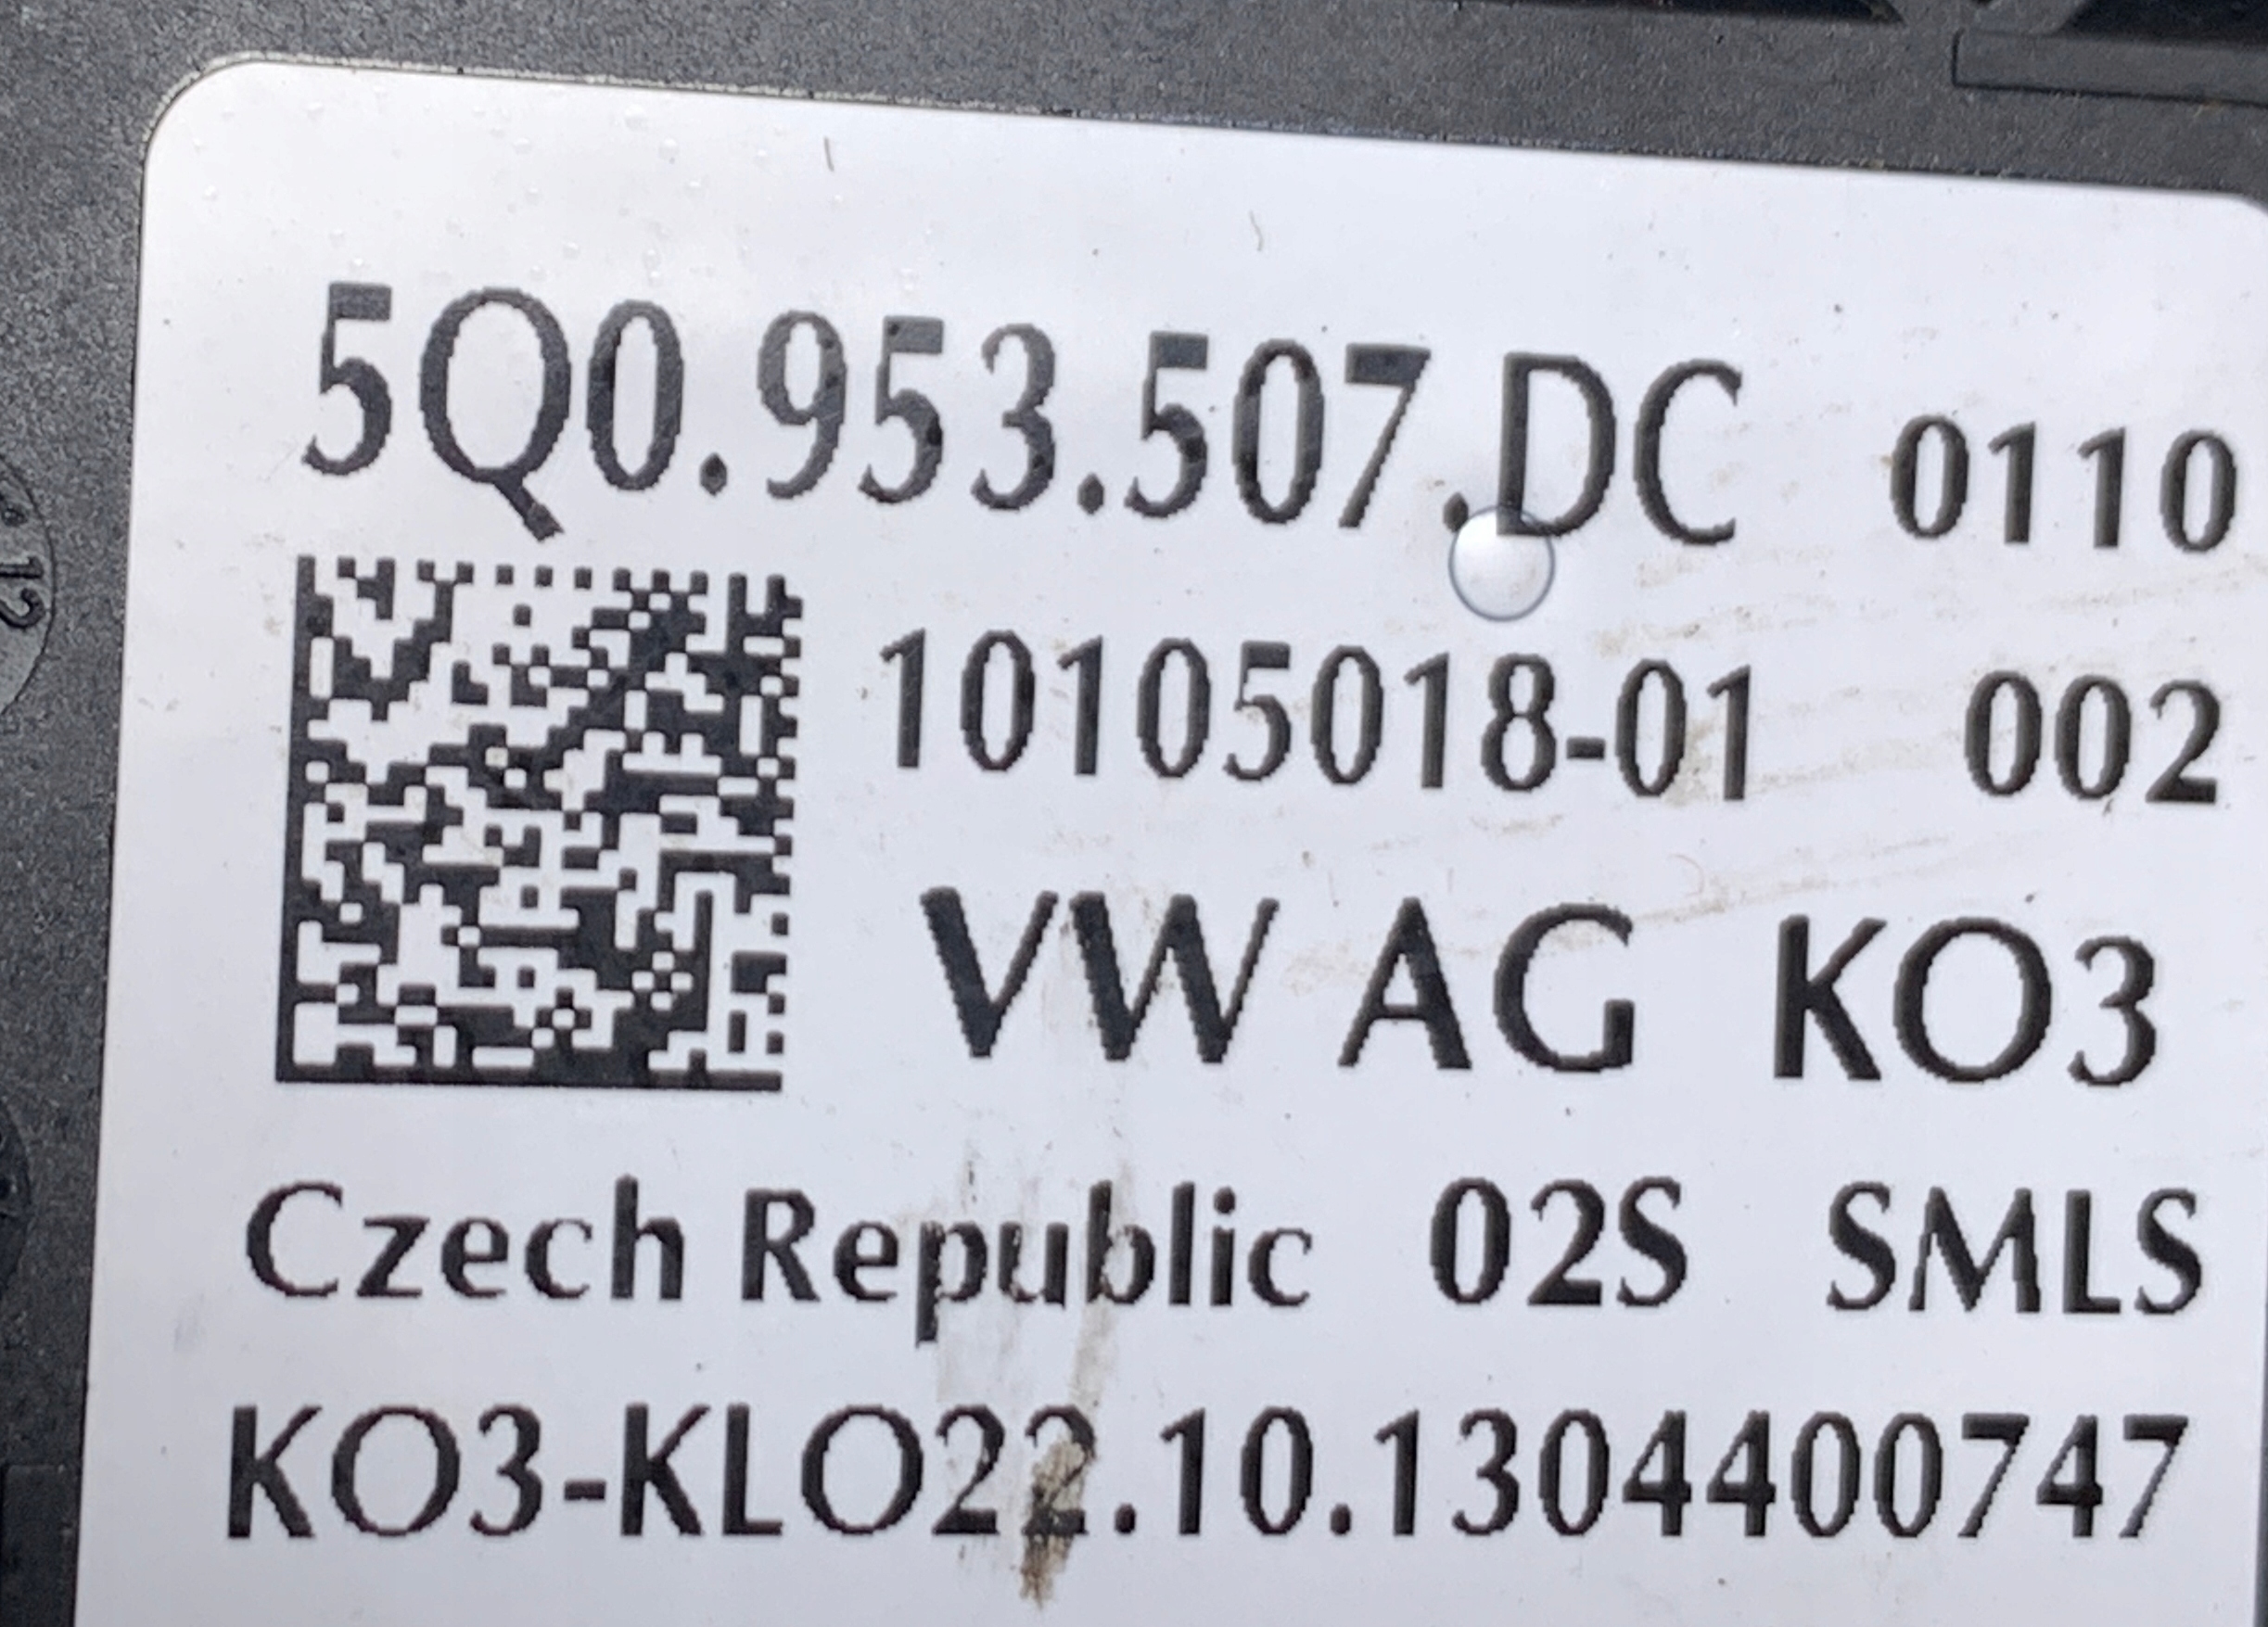 5Q0.953.507.DC 0110
10105018-01 002
VW AG KO3
Czech Republic 02S SMLS
KO3-KLO22.10.1304400747
12